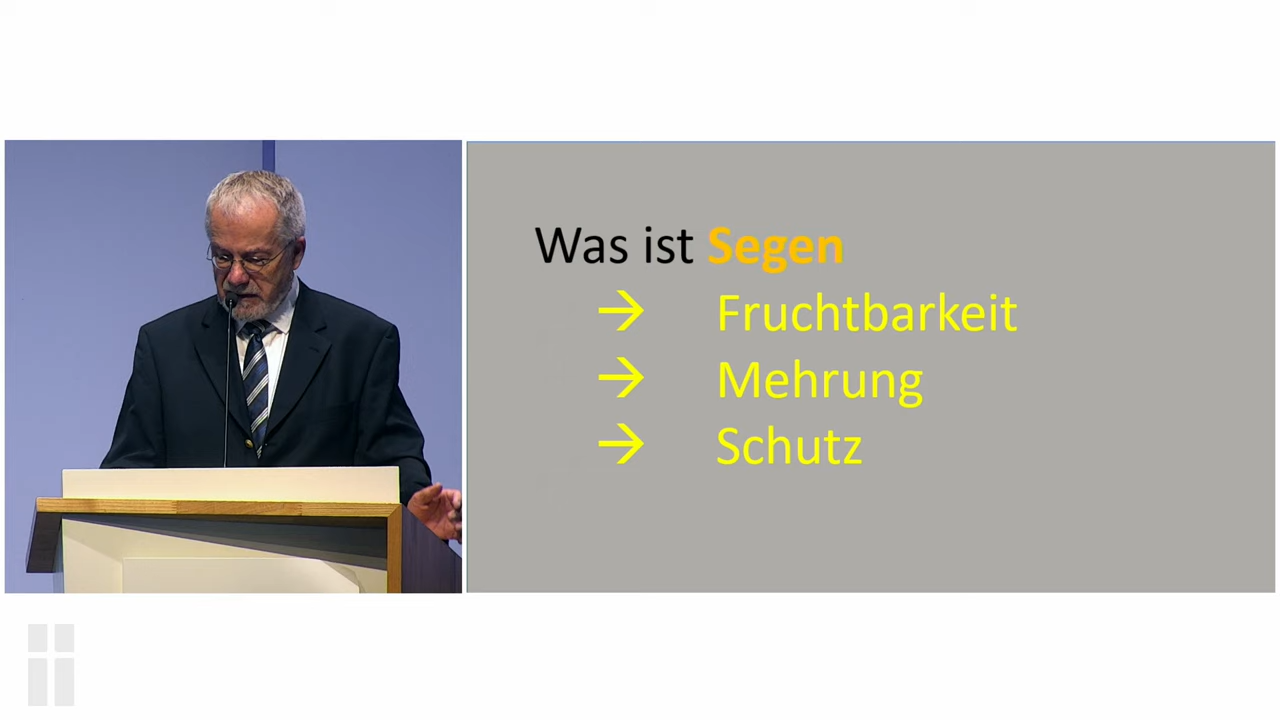 Was ist Segen
→ Fruchtbarkeit
→ Mehrung
→ Schutz